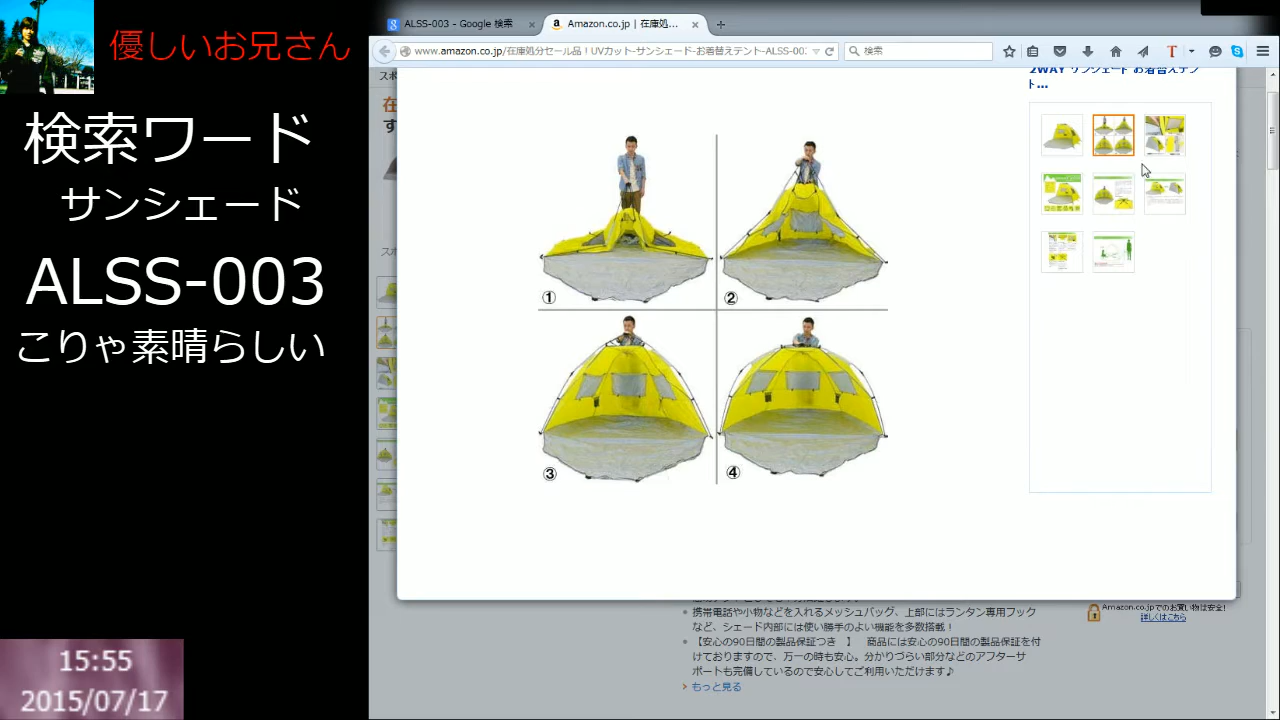 優しいお兄さん
検索ワード
サンシェード
ALSS-003
こりゃ素晴らしい
15:55
2015/07/17
ALSS-003 - Google 検索
Amazon.co.jp | 在庫処...
www.amazon.co.jp/在庫処分セール品！UVカット-サンシェード-お着替えテント-ALSS-00
検索
2WAY サンシェード お着替えテン
ト...
①
②
③
④
携帯電話や小物などを入れるメッシュバッグ、上部にはランタン専用フック
など、シェード内部には使い勝手のよい機能を多数搭載！
【安心の90日間の製品保証つき　】　商品には安心の90日間の製品保証を付
けておりますので、万一の時も安心。分かりづらい部分などのアフターサ
ポートも完備しているので安心してご利用いただけます♪
もっと見る
Amazon.co.jpでのお買い物は安全!
詳しくはこちら